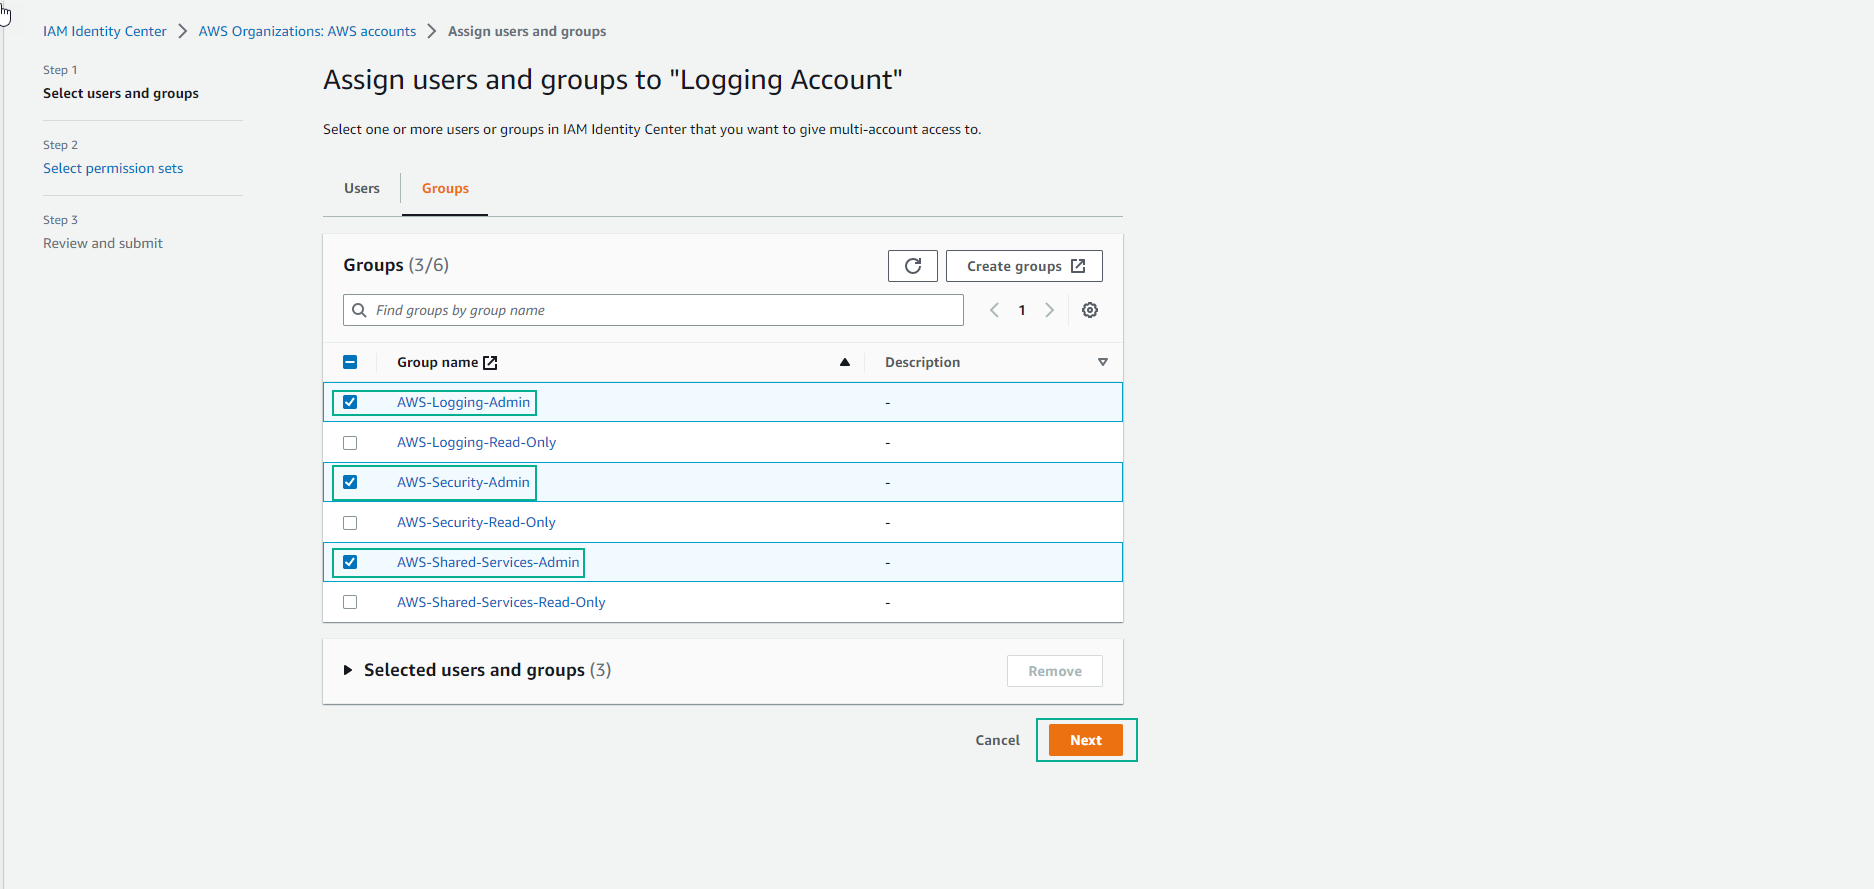 IAM Identity Center > AWS Organizations: AWS accounts > Assign users and groups
Step 1
Select users and groups
Step 2
Select permission sets
Step 3
Review and submit
Assign users and groups to "Logging Account"
Select one or more users or groups in IAM Identity Center that you want to give multi-account access to.
Users Groups
Groups (3/6)
Create groups
Find groups by group name
1
Group name Description
AWS-Logging-Admin -
AWS-Logging-Read-Only -
AWS-Security-Admin -
AWS-Security-Read-Only -
AWS-Shared-Services-Admin -
AWS-Shared-Services-Read-Only -
Selected users and groups (3)
Remove
Cancel Next